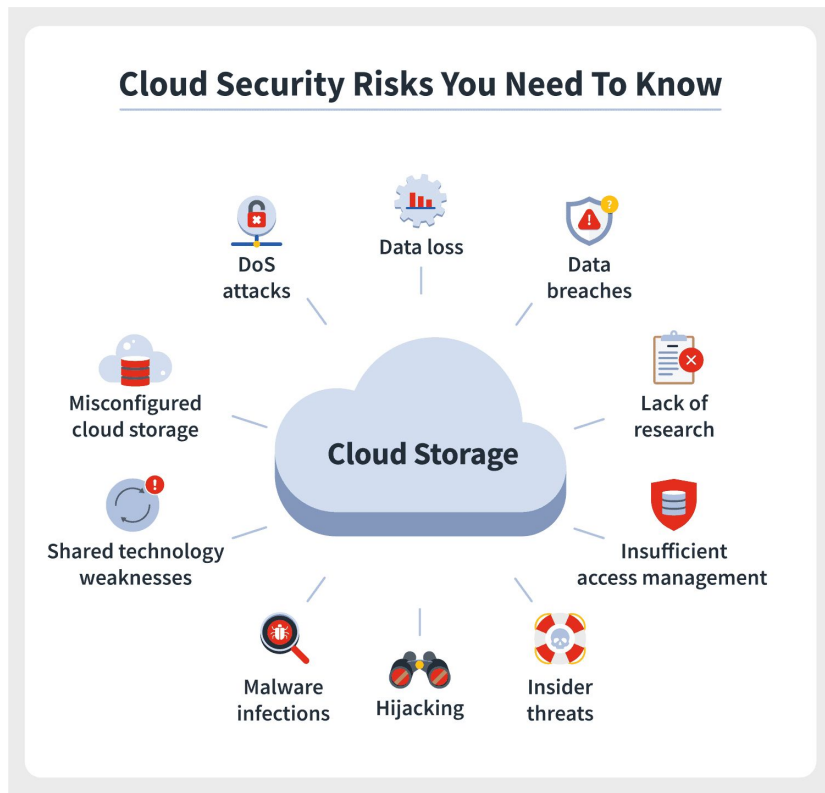 Cloud Security Risks You Need To Know
Data loss
DoS
attacks
Data
breaches
Misconfigured
cloud storage
Lack of
research
Cloud Storage
Shared technology
weaknesses
Insufficient
access management
Malware
infections
Hijacking
Insider
threats